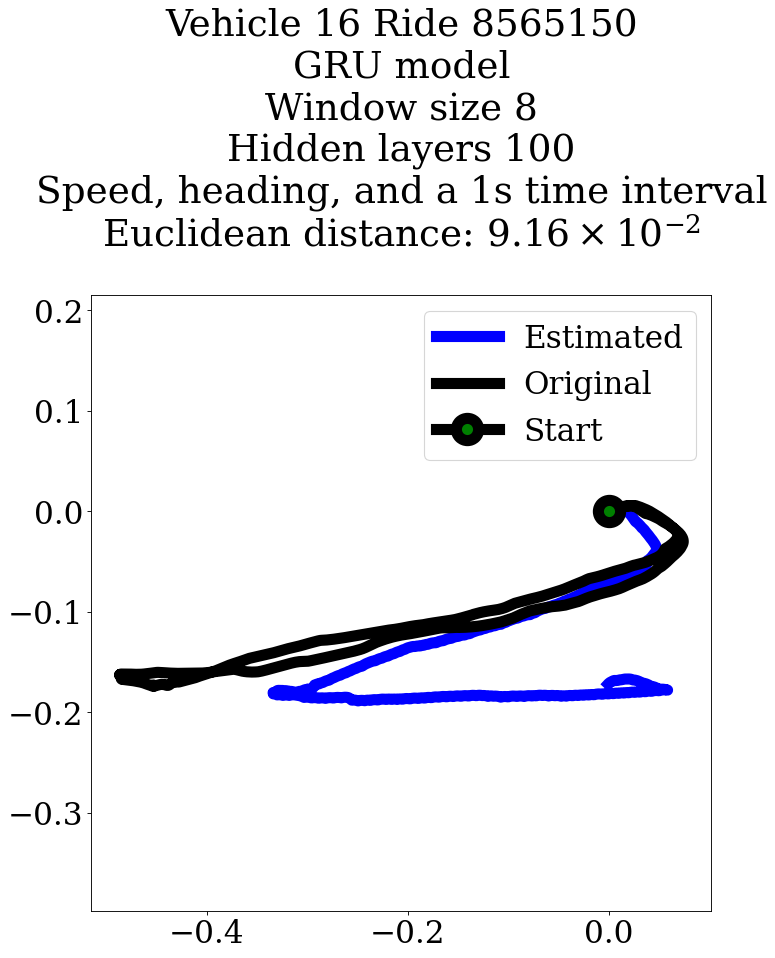 Vehicle 16 Ride 8565150
GRU model
Window size 8
Hidden layers 100
Speed, heading, and a 1s time interval
Euclidean distance: 9.16 × 10⁻²
Estimated
Original
Start
0.2
0.1
0.0
−0.1
−0.2
−0.3
−0.4
−0.2
0.0